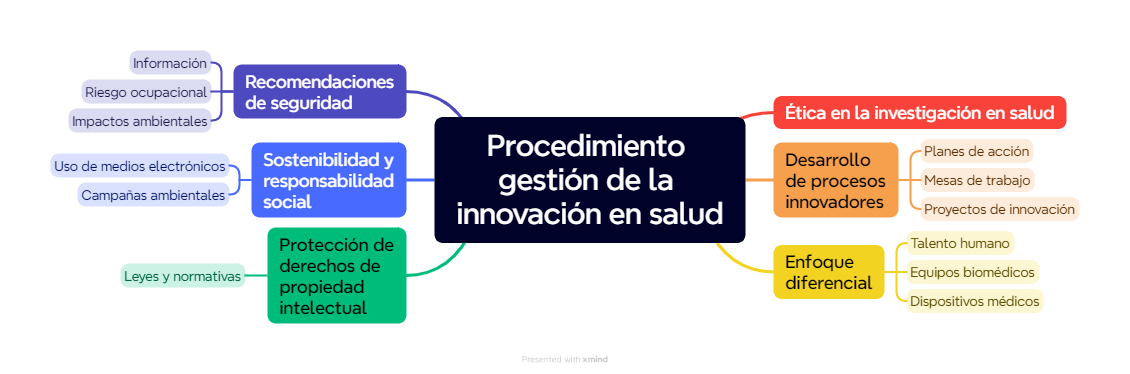 Procedimiento
gestión de la
innovación en salud
Ética en la investigación en salud
Desarrollo
de procesos
innovadores
Planes de acción
Mesas de trabajo
Proyectos de innovación
Enfoque
diferencial
Talento humano
Equipos biomédicos
Dispositivos médicos
Recomendaciones
de seguridad
Información
Riesgo ocupacional
Impactos ambientales
Sostenibilidad y
responsabilidad
social
Uso de medios electrónicos
Campañas ambientales
Protección de
derechos de
propiedad
intelectual
Leyes y normativas
Presented with xmind